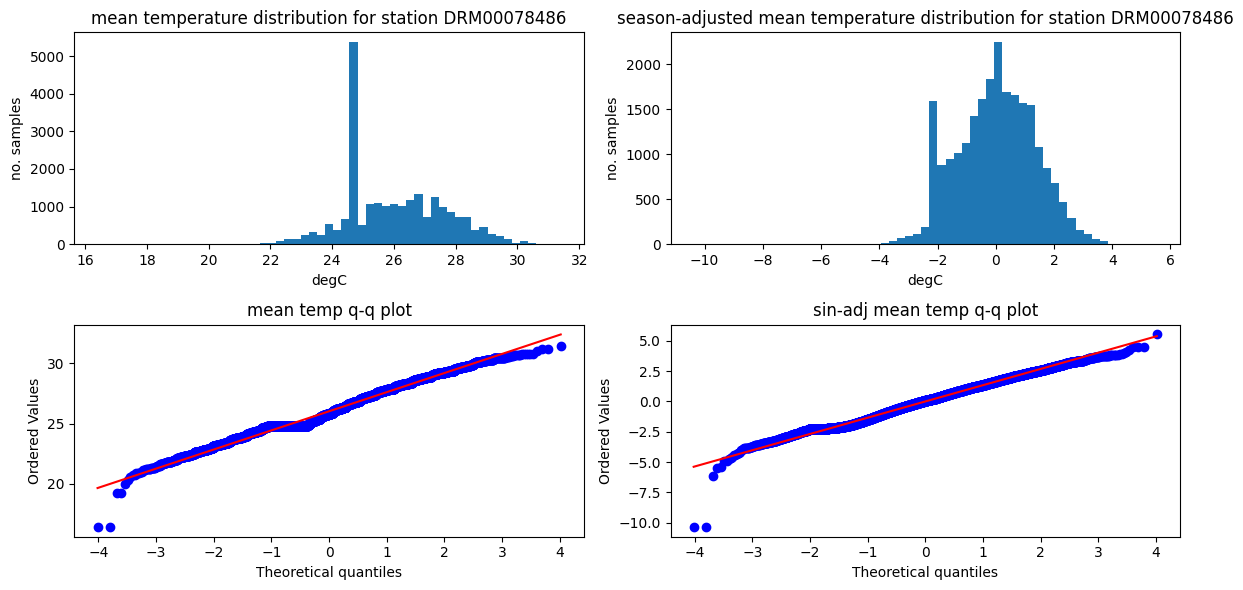 mean temperature distribution for station DRM00078486
no. samples
5000
4000
3000
2000
1000
0
16 18 20 22 24 26 28 30 32
degC
season-adjusted mean temperature distribution for station DRM00078486
no. samples
2000
1500
1000
500
0
−10 −8 −6 −4 −2 0 2 4 6
degC
mean temp q-q plot
Ordered Values
30
25
20
−4 −3 −2 −1 0 1 2 3 4
Theoretical quantiles
sin-adj mean temp q-q plot
Ordered Values
5.0
2.5
0.0
−2.5
−5.0
−7.5
−10.0
−4 −3 −2 −1 0 1 2 3 4
Theoretical quantiles